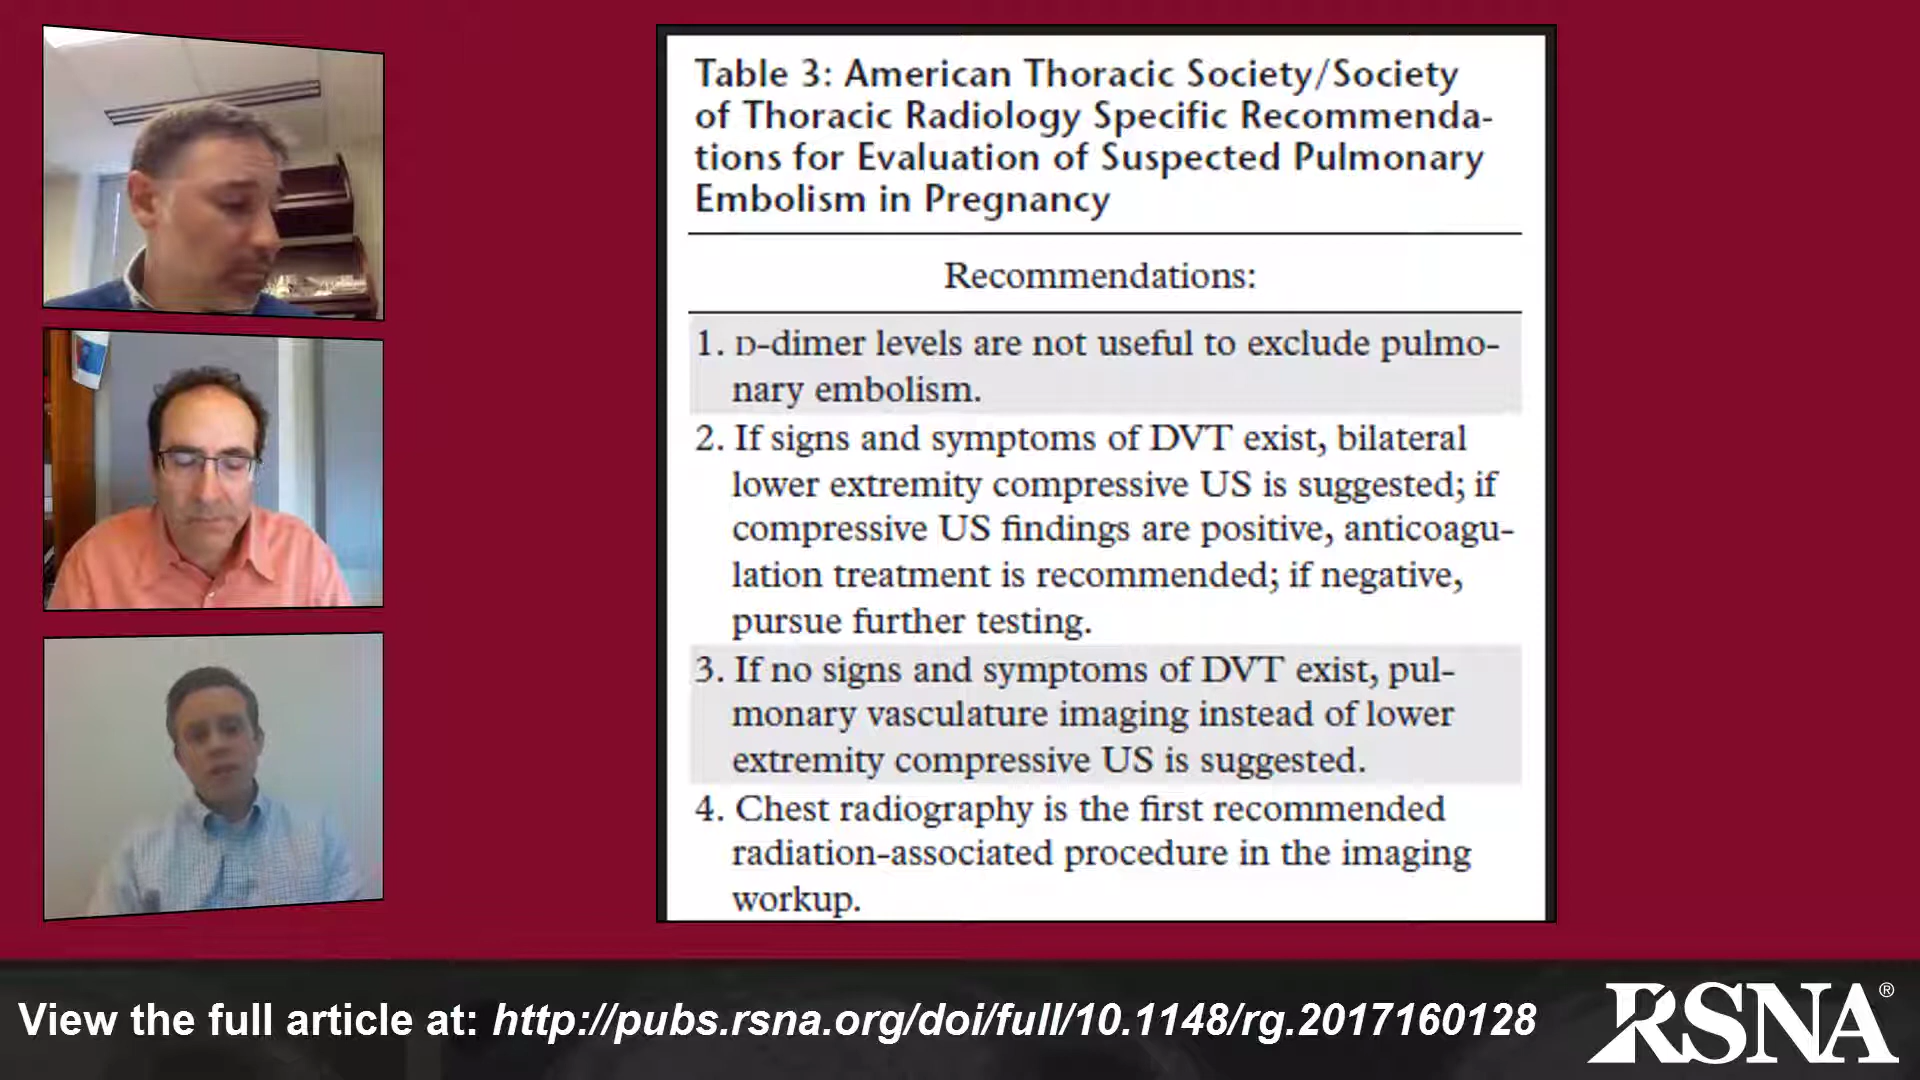 Table 3: American Thoracic Society/Society
of Thoracic Radiology Specific Recommenda-
tions for Evaluation of Suspected Pulmonary
Embolism in Pregnancy
Recommendations:
1. D-dimer levels are not useful to exclude pulmo-
nary embolism.
2. If signs and symptoms of DVT exist, bilateral
lower extremity compressive US is suggested; if
compressive US findings are positive, anticoagu-
lation treatment is recommended; if negative,
pursue further testing.
3. If no signs and symptoms of DVT exist, pul-
monary vasculature imaging instead of lower
extremity compressive US is suggested.
4. Chest radiography is the first recommended
radiation-associated procedure in the imaging
workup.
View the full article at: http://pubs.rsna.org/doi/full/10.1148/rg.2017160128
RSNA®